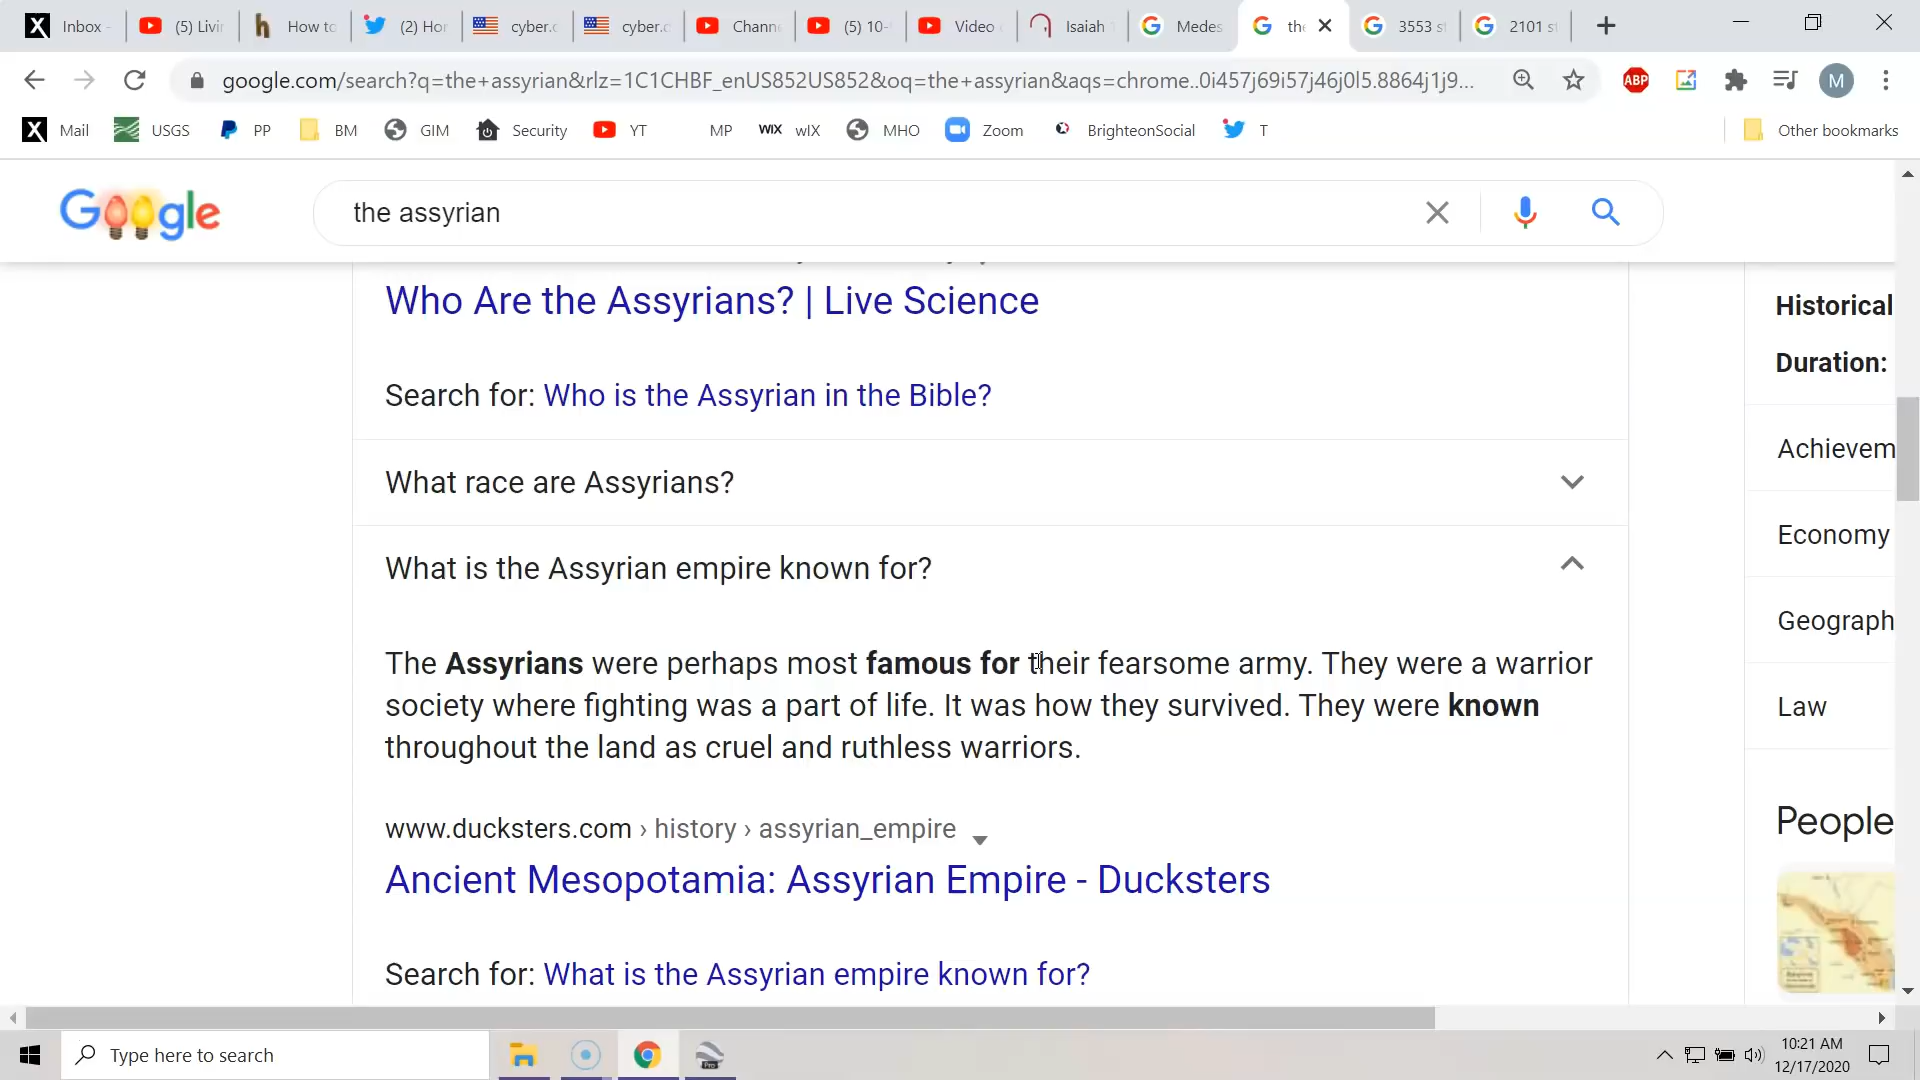 Inbox -
(5) Livin
How to
(2) Hor
cyber.c
cyber.d
Chann
(5) 10-
Video
Isaiah 1
Medes
the
3553 st
2101 st
google.com/search?q=the+assyrian&rlz=1C1CHBF_enUS852US852&oq=the+assyrian&aqs=chrome..0i457j69i57j46j0l5.8864j1j9...
ABP
M
Mail
USGS
PP
BM
GIM
Security
YT
MP
WIX wIX
MHO
Zoom
BrighteonSocial
T
Other bookmarks
Google
the assyrian
Who Are the Assyrians? | Live Science
Search for: Who is the Assyrian in the Bible?
What race are Assyrians?
What is the Assyrian empire known for?
The Assyrians were perhaps most famous for their fearsome army. They were a warrior
society where fighting was a part of life. It was how they survived. They were known
throughout the land as cruel and ruthless warriors.
www.ducksters.com › history › assyrian_empire
Ancient Mesopotamia: Assyrian Empire - Ducksters
Search for: What is the Assyrian empire known for?
Historical
Duration:
Achievem
Economy
Geograph
Law
People
Type here to search
10:21 AM
12/17/2020